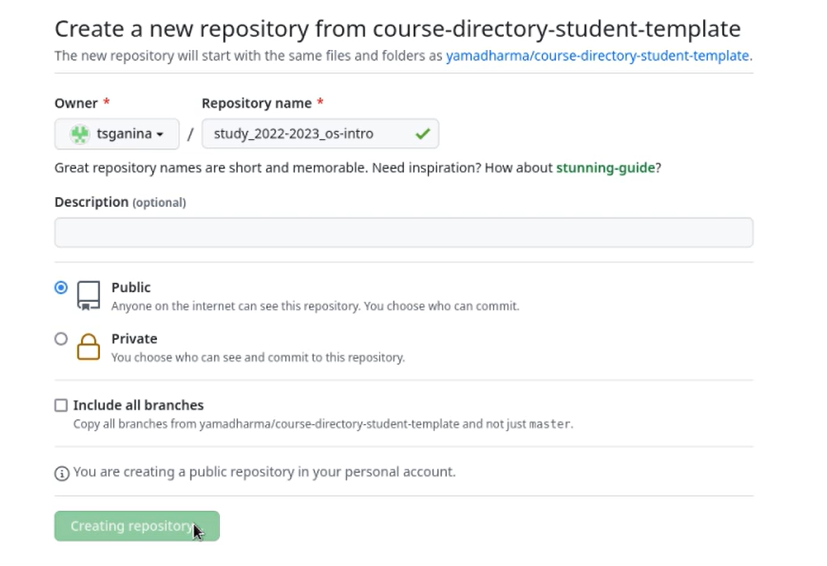 Create a new repository from course-directory-student-template
The new repository will start with the same files and folders as yamadharma/course-directory-student-template.
Owner * Repository name *
tsganina / study_2022-2023_os-intro
Great repository names are short and memorable. Need inspiration? How about stunning-guide?
Description (optional)
Public
Anyone on the internet can see this repository. You choose who can commit.
Private
You choose who can see and commit to this repository.
Include all branches
Copy all branches from yamadharma/course-directory-student-template and not just master.
You are creating a public repository in your personal account.
Creating repository